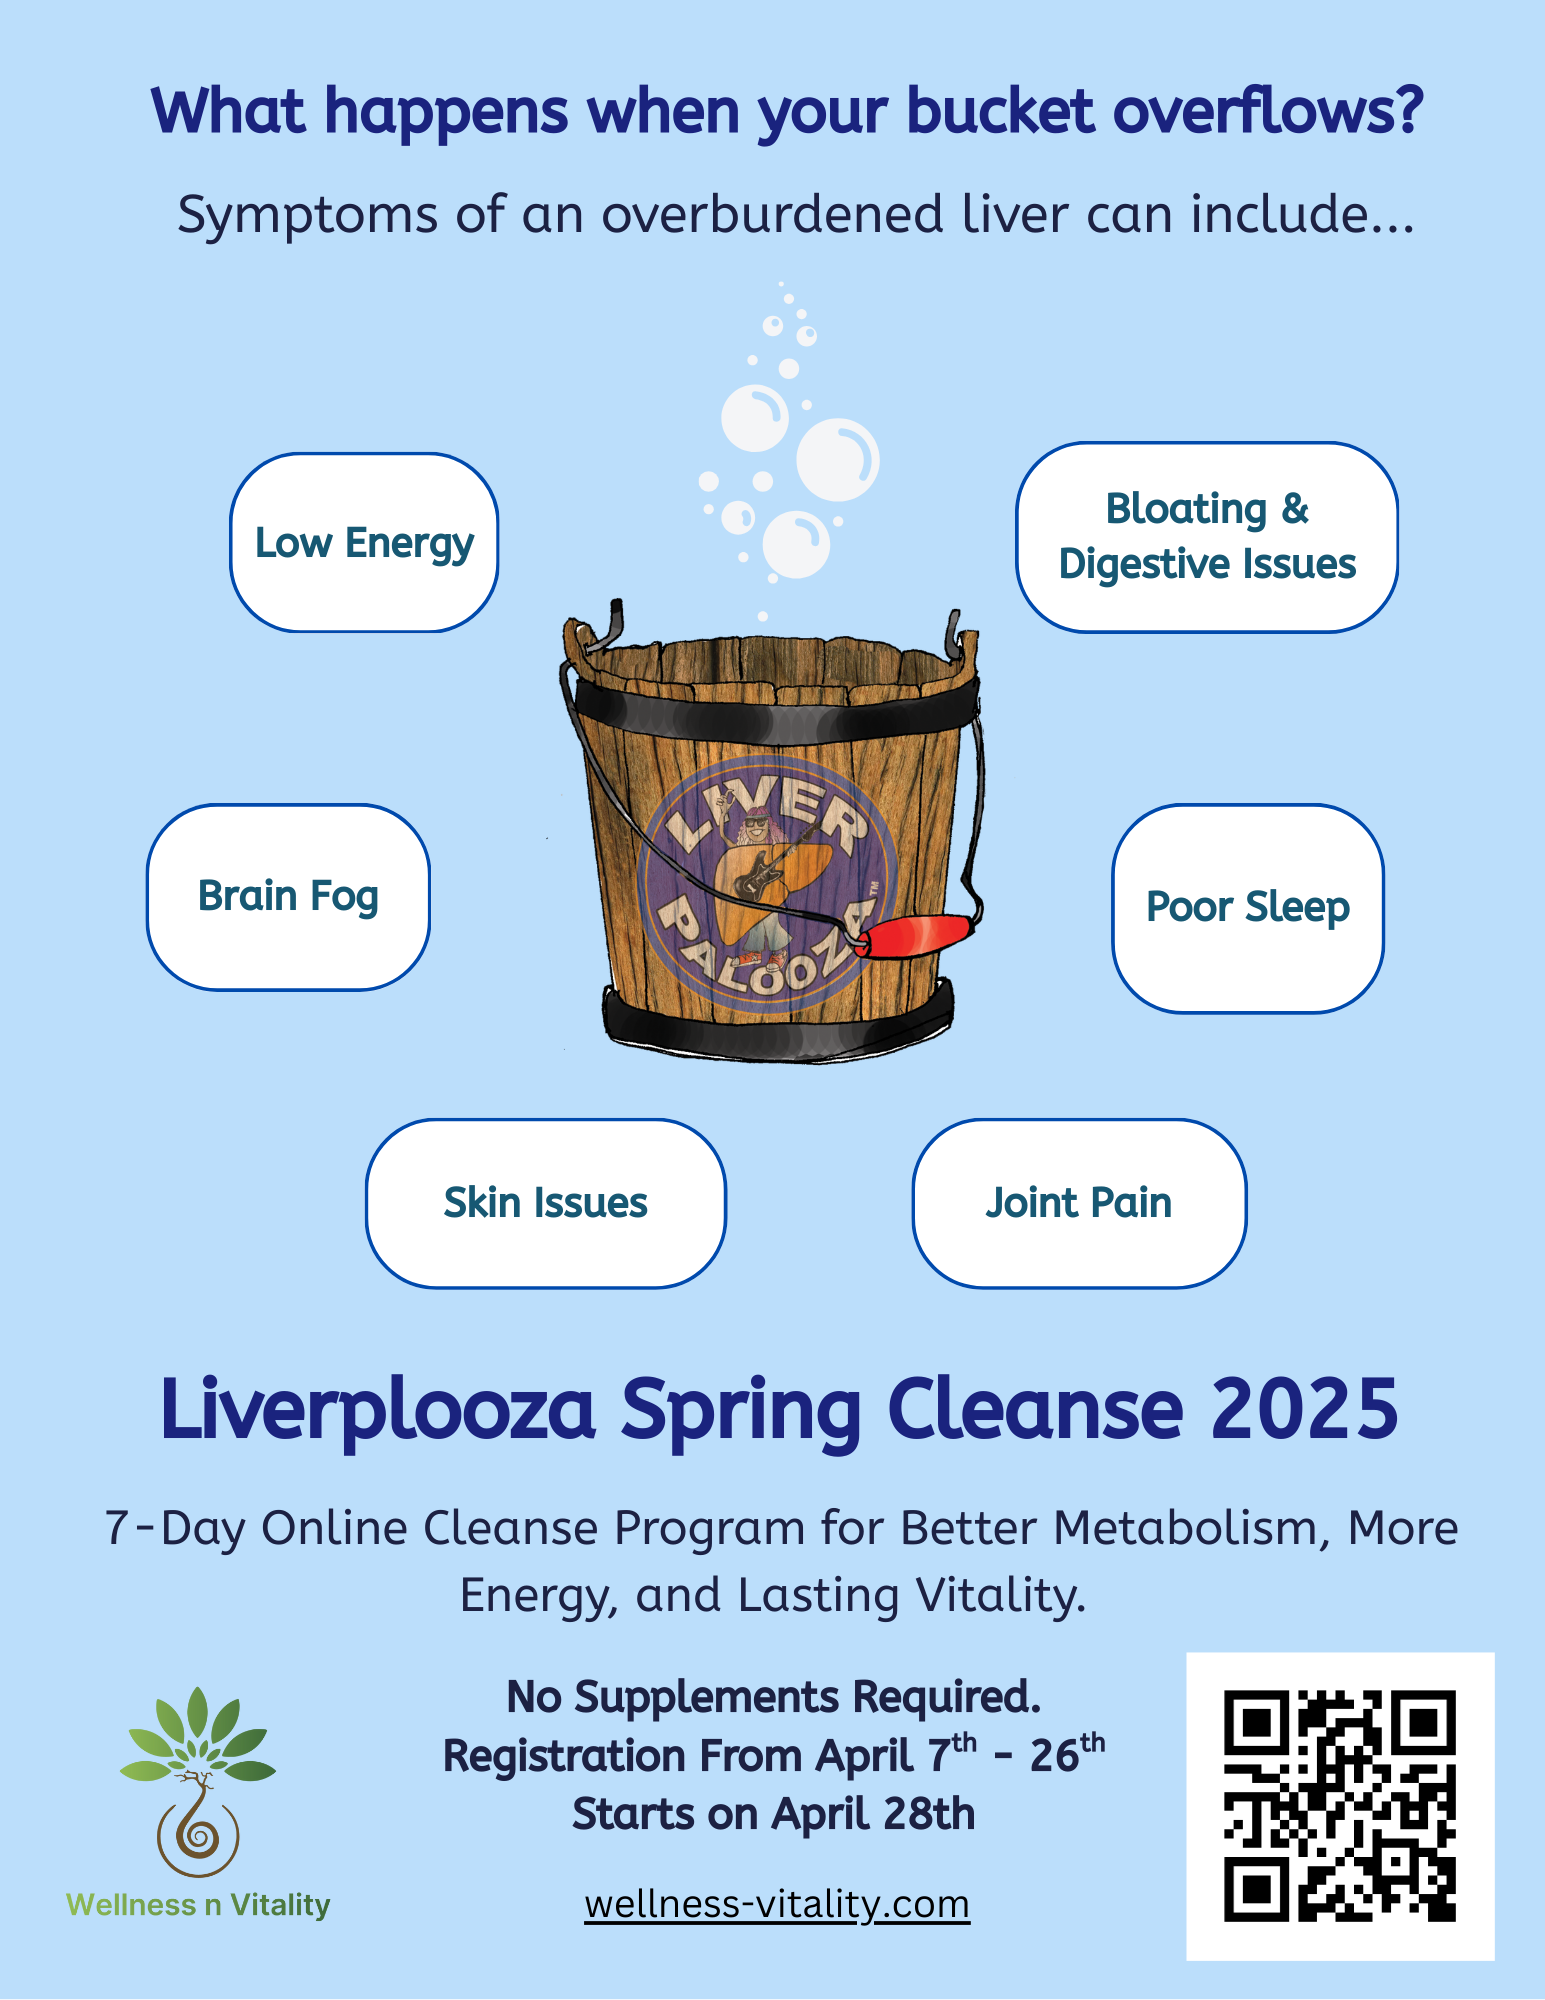 What happens when your bucket overflows?
Symptoms of an overburdened liver can include...
Low Energy
Bloating &
Digestive Issues
LIVER
PALOOZA
TM
Brain Fog
Poor Sleep
Skin Issues
Joint Pain
Liverplooza Spring Cleanse 2025
7-Day Online Cleanse Program for Better Metabolism, More
Energy, and Lasting Vitality.
No Supplements Required.
Registration From April 7th - 26th
Starts on April 28th
Wellness n Vitality
wellness-vitality.com